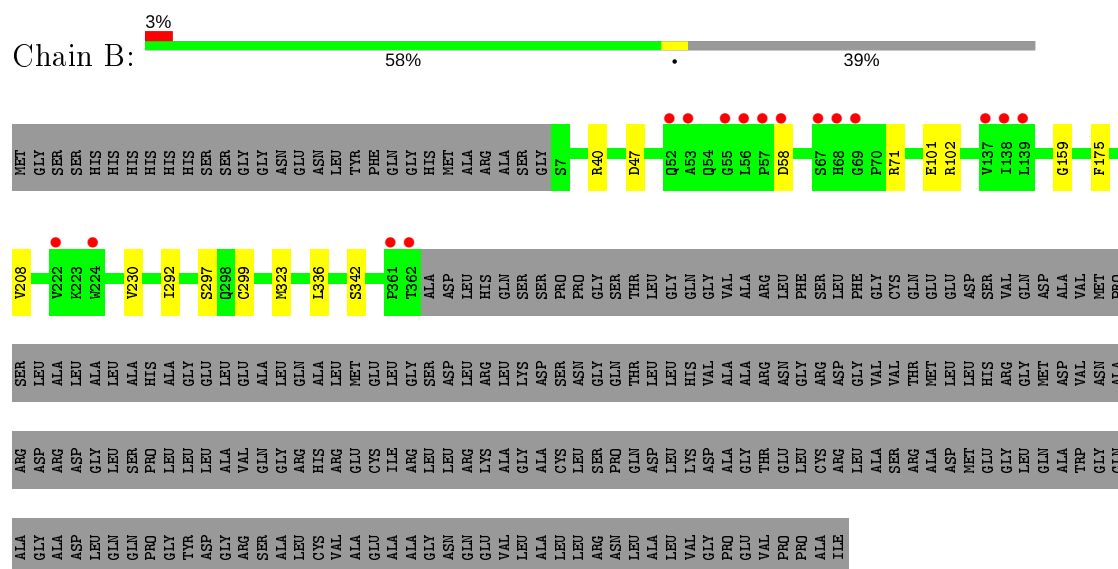 3%
Chain B:
58%
•
39%
MET GLY SER SER HIS HIS HIS HIS HIS HIS HIS HIS SER SER GLY GLY ASN GLU ASN LEU TYR PHE GLN GLY HIS MET ALA ARG ALA SER GLY S7 R40 D47 Q52 A53 Q54 G55 L56 P57 D58 S67 H68 G69 P70 R71 E101 R102 V137 I138 L139 G159 F175
V208 V222 K223 W224 V230 I292 S297 Q298 C299 M323 L336 S342 P361 T362 ALA ASP LEU HIS GLN SER SER PRO PRO GLY SER THR LEU GLY GLN GLY VAL ALA ARG LEU PHE SER LEU PHE GLY CYS GLN GLU GLU ASP SER VAL GLN ASP ALA VAL MET PRO
SER LEU ALA LEU ALA LEU LEU ALA HIS ALA GLY GLU LEU GLU ALA LEU GLN ALA LEU MET GLU LEU GLY SER ASP LEU ARG LEU LYS ASP SER ASN GLY GLN THR LEU LEU HIS VAL ALA ALA ARG ASN GLY ARG ASP GLY VAL VAL THR MET LEU LEU HIS ARG GLY MET ASP VAL ASN ALA
ARG ASP ARG ASP GLY LEU SER PRO LEU LEU LEU ALA VAL GLN GLY ARG HIS ARG GLU CYS ILE ARG LEU LEU ARG LYS ALA GLY ALA CYS LEU SER PRO GLN ASP LEU LYS ASP ALA GLY THR GLU LEU CYS ARG LEU ALA SER ARG ALA ASP MET GLU GLY LEU GLN ALA TRP GLY GLN
ALA GLY ALA ASP LEU GLN GLN PRO GLY TYR ASP GLY ARG SER ALA LEU CYS VAL ALA GLU ALA ALA GLY ASN GLN GLU VAL LEU ALA LEU LEU ARG ASN LEU ALA LEU VAL GLY PRO GLU VAL PRO PRO ALA ILE